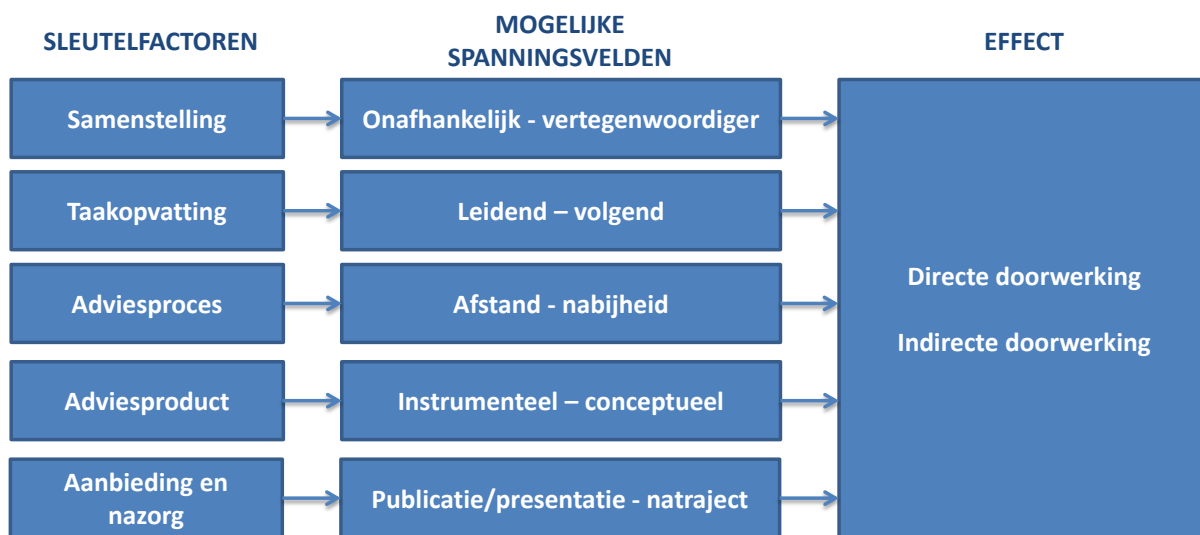 SLEUTELFACTOREN
MOGELIJKE
SPANNINGSVELDEN
EFFECT
Samenstelling
Onafhankelijk - vertegenwoordiger
Taakopvatting
Leidend – volgend
Adviesproces
Afstand - nabijheid
Adviesproduct
Instrumenteel – conceptueel
Aanbieding en
nazorg
Publicatie/presentatie - natraject
Directe doorwerking
Indirecte doorwerking